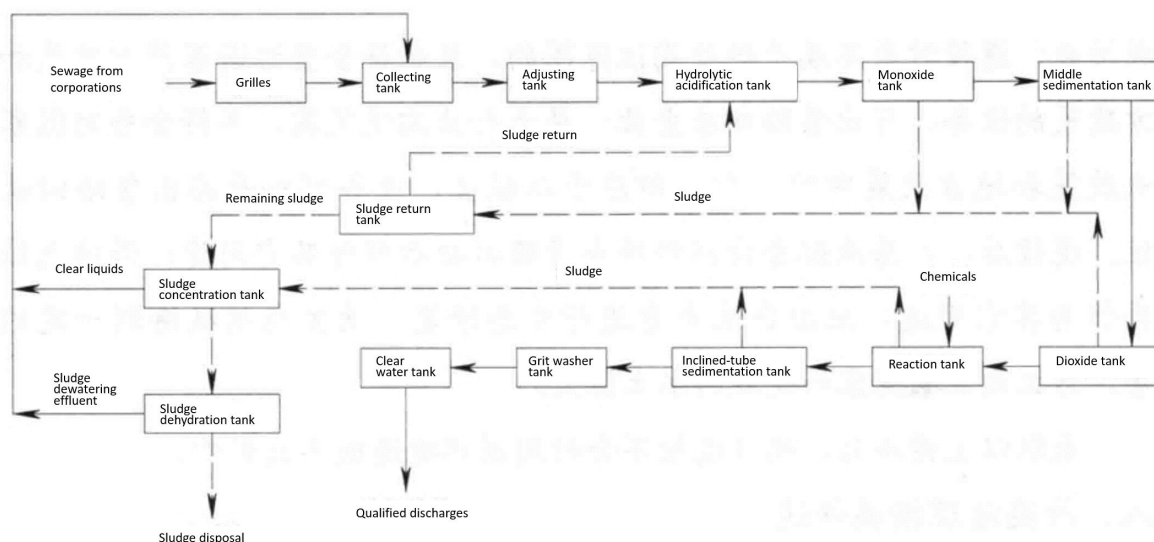 Sewage from
corporations
Grilles
Collecting
tank
Adjusting
tank
Hydrolytic
acidification tank
Monoxide
tank
Middle
sedimentation tank
Sludge return
Remaining sludge
Sludge return
tank
Sludge
Clear liquids
Sludge
concentration tank
Sludge
Chemicals
Clear
water tank
Grit washer
tank
Inclined-tube
sedimentation tank
Reaction tank
Dioxide tank
Sludge
dewatering
effluent
Sludge
dehydration tank
Qualified discharges
Sludge disposal